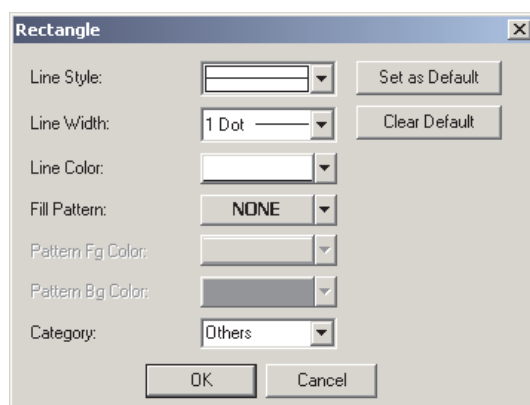 Rectangle
Line Style:
Set as Default
Line Width:
1 Dot
Clear Default
Line Color:
Fill Pattern:
NONE
Pattern Fg Color:
Pattern Bg Color:
Category:
Others
OK
Cancel